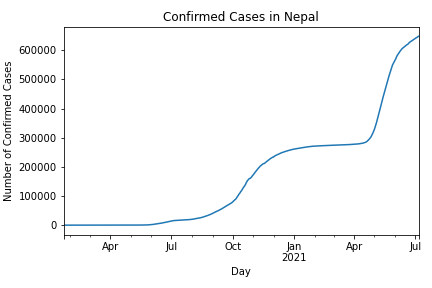 Confirmed Cases in Nepal
Number of Confirmed Cases
600000
500000
400000
300000
200000
100000
0
Apr
Jul
Oct
Jan
2021
Apr
Jul
Day